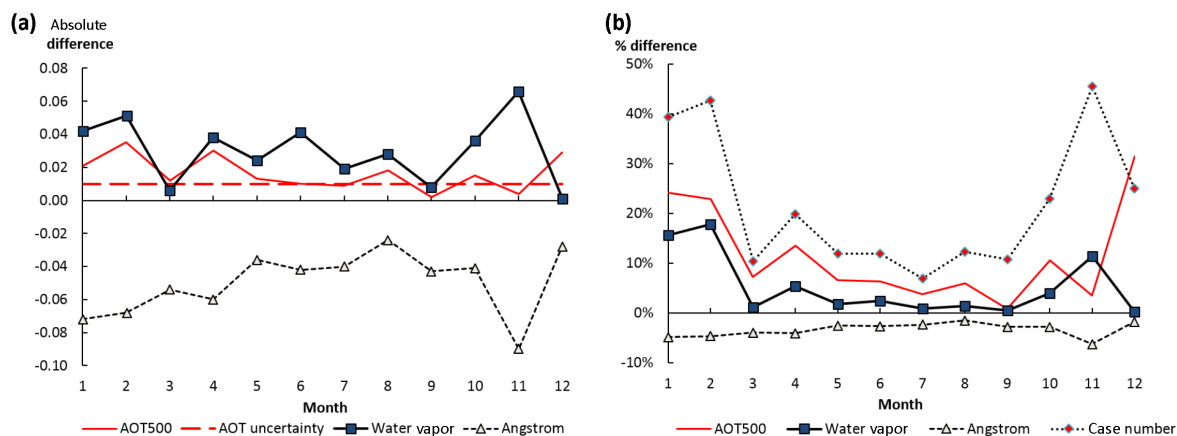 (a) Absolute
difference
0.08
0.06
0.04
0.02
0.00
-0.02
-0.04
-0.06
-0.08
-0.10
1 2 3 4 5 6 7 8 9 10 11 12
Month
AOT500 AOT uncertainty Water vapor Angstrom
(b)
% difference
50%
40%
30%
20%
10%
0%
-10%
1 2 3 4 5 6 7 8 9 10 11 12
Month
AOT500 Water vapor Angstrom Case number